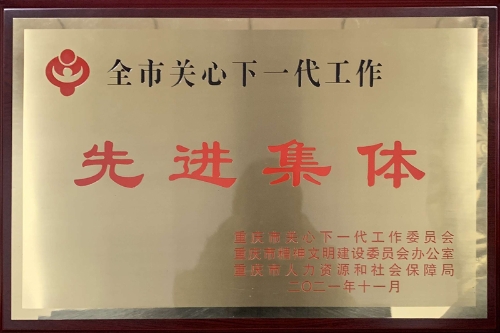 全市关心下一代工作
先进集体
重庆市关心下一代工作委员会
重庆市精神文明建设委员会办公室
重庆市人力资源和社会保障局
二〇二一年十一月